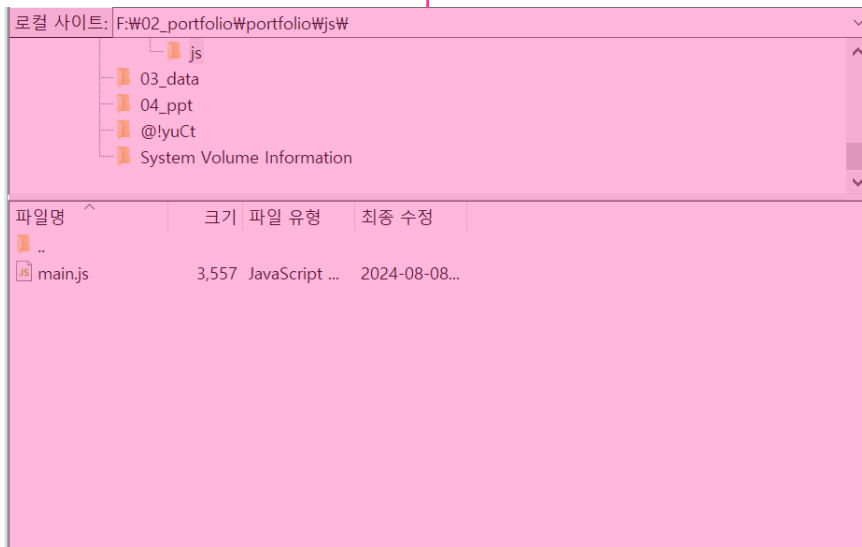 로컬 사이트: F:₩02_portfolio₩portfolio₩js₩
js
03_data
04_ppt
@!yuCt
System Volume Information
파일명 크기 파일 유형 최종 수정
..
JS main.js 3,557 JavaScript ... 2024-08-08...